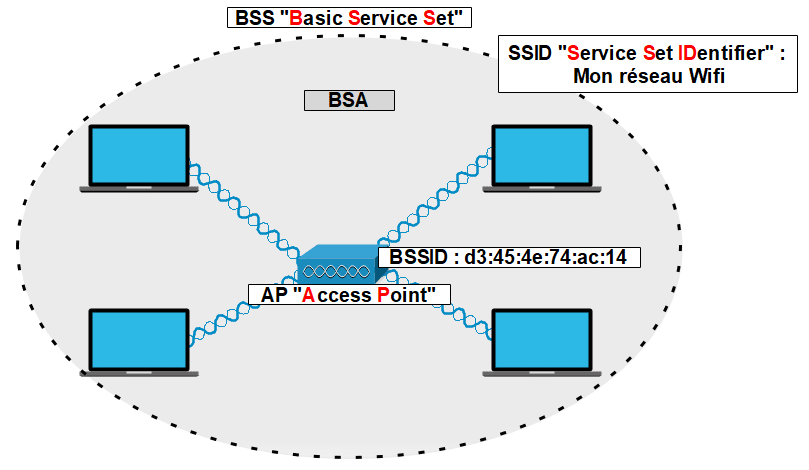 BSS "Basic Service Set"
SSID "Service Set IDentifier" :
Mon réseau Wifi
BSA
BSSID : d3:45:4e:74:ac:14
AP "Access Point"